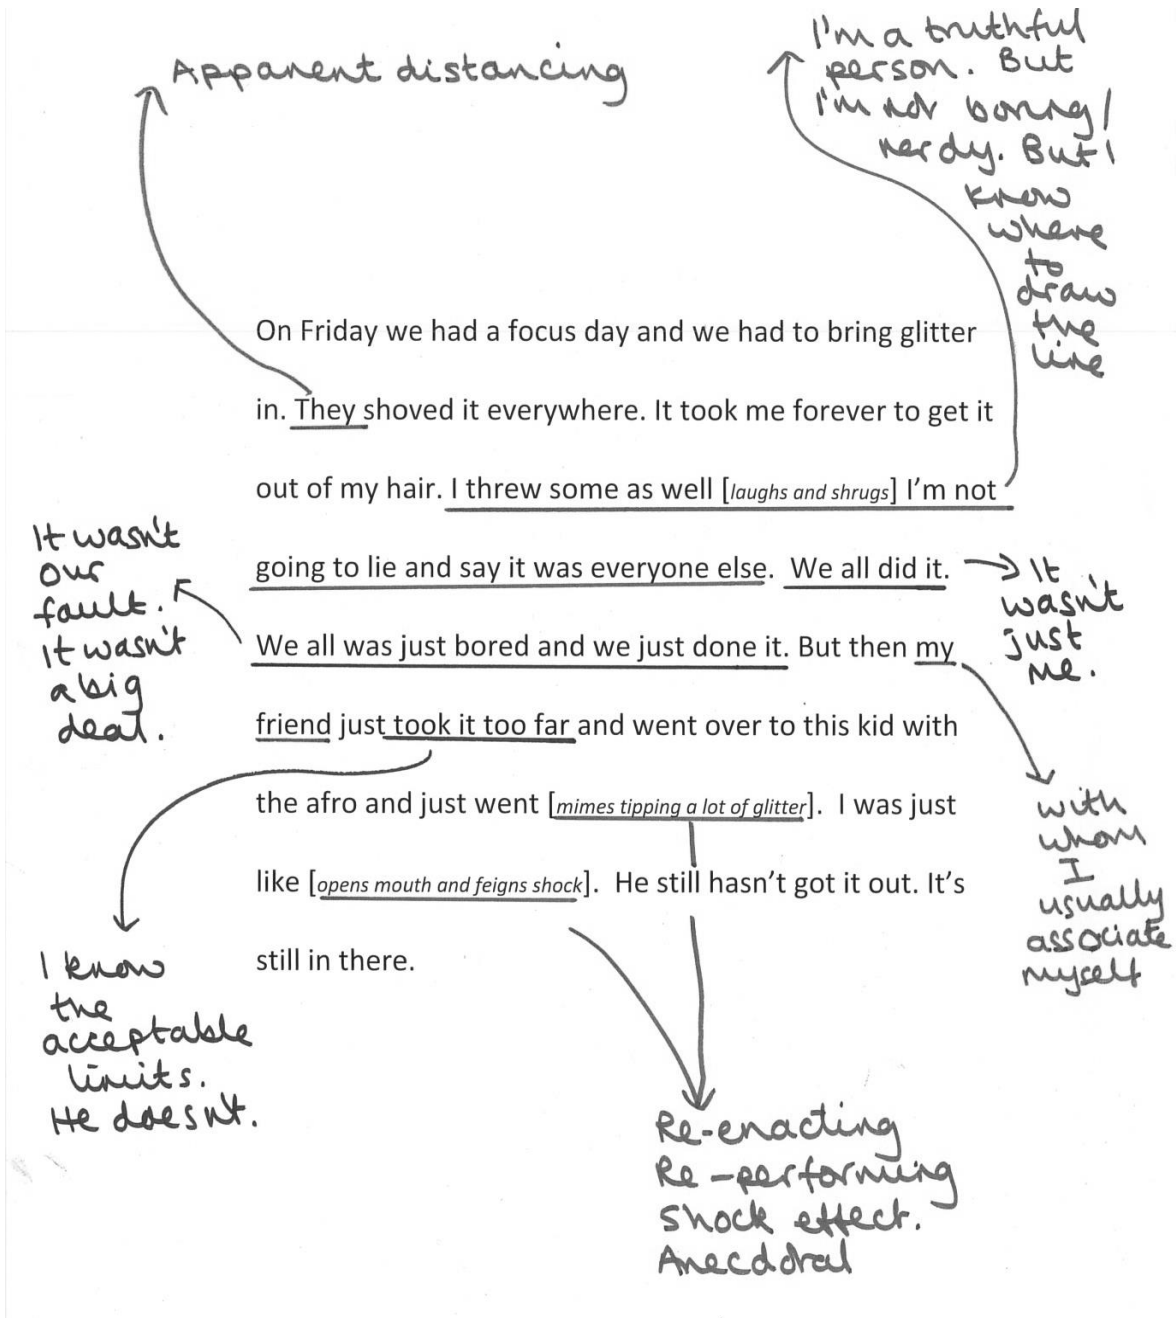 Apparent distancing
I'm a truthful
person. But
I'm not boring/
nerdy. But I
know
where
to
draw
the
line
On Friday we had a focus day and we had to bring glitter
in. They shoved it everywhere. It took me forever to get it
out of my hair. I threw some as well [laughs and shrugs] I'm not
going to lie and say it was everyone else. We all did it.
We all was just bored and we just done it. But then my
friend just took it too far and went over to this kid with
the afro and just went [mimes tipping a lot of glitter]. I was just
like [opens mouth and feigns shock]. He still hasn't got it out. It's
still in there.
It wasn't
our
fault.
It wasn't
a big
deal.
It
wasn't
just
me.
with
whom
I
usually
associate
myself
I know
the
acceptable
limits.
He doesn't.
Re-enacting
Re-performing
shock effect.
Anecdotal